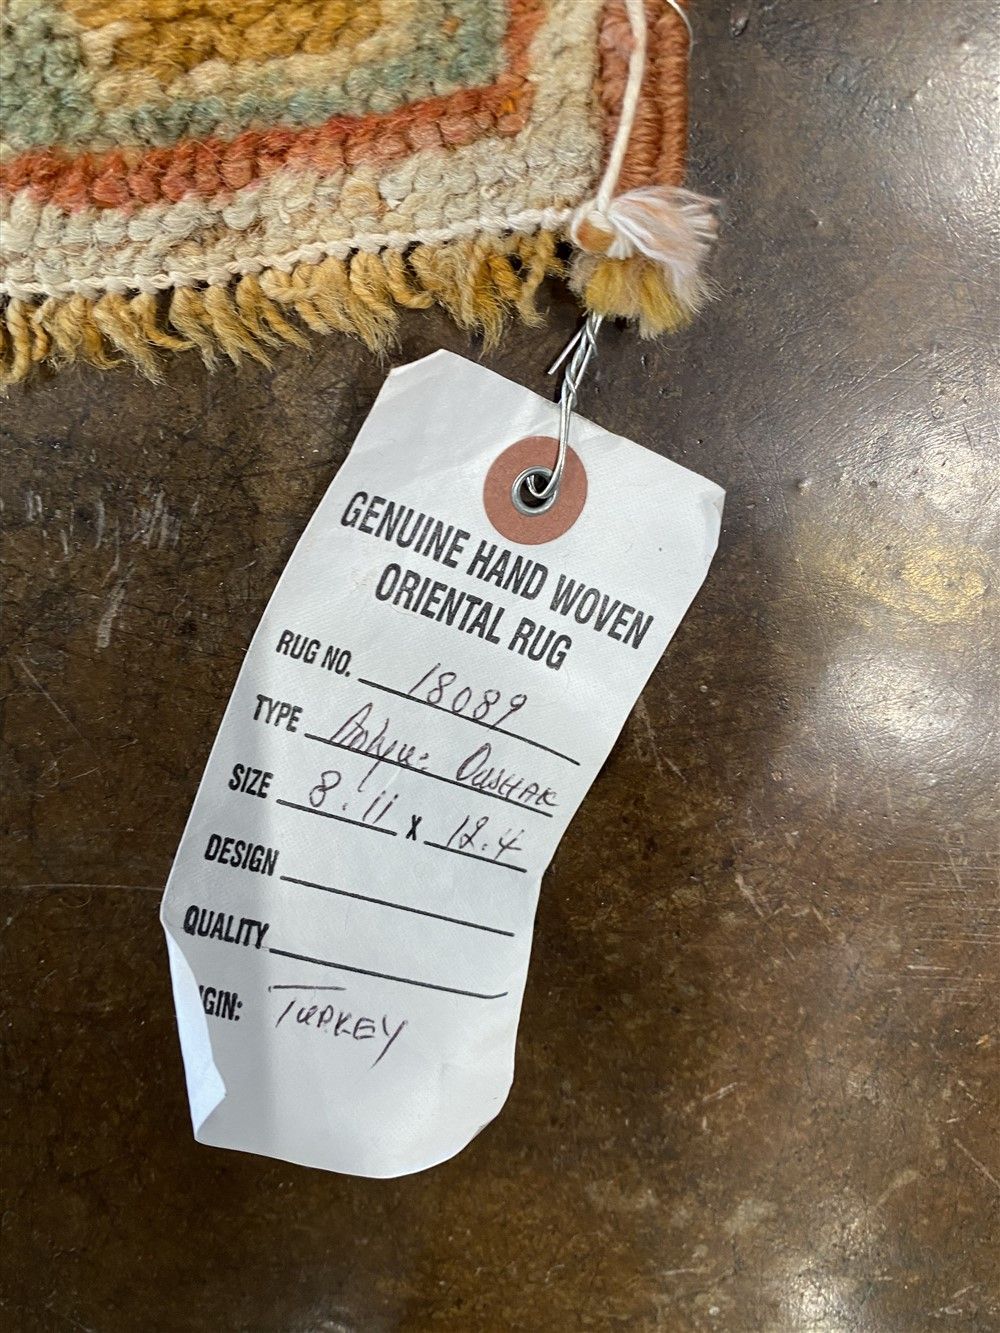 GENUINE HAND WOVEN
ORIENTAL RUG
RUG NO. 18089
TYPE Oushak
SIZE 8.11 x 12.4
DESIGN
QUALITY
GIN: TURKEY